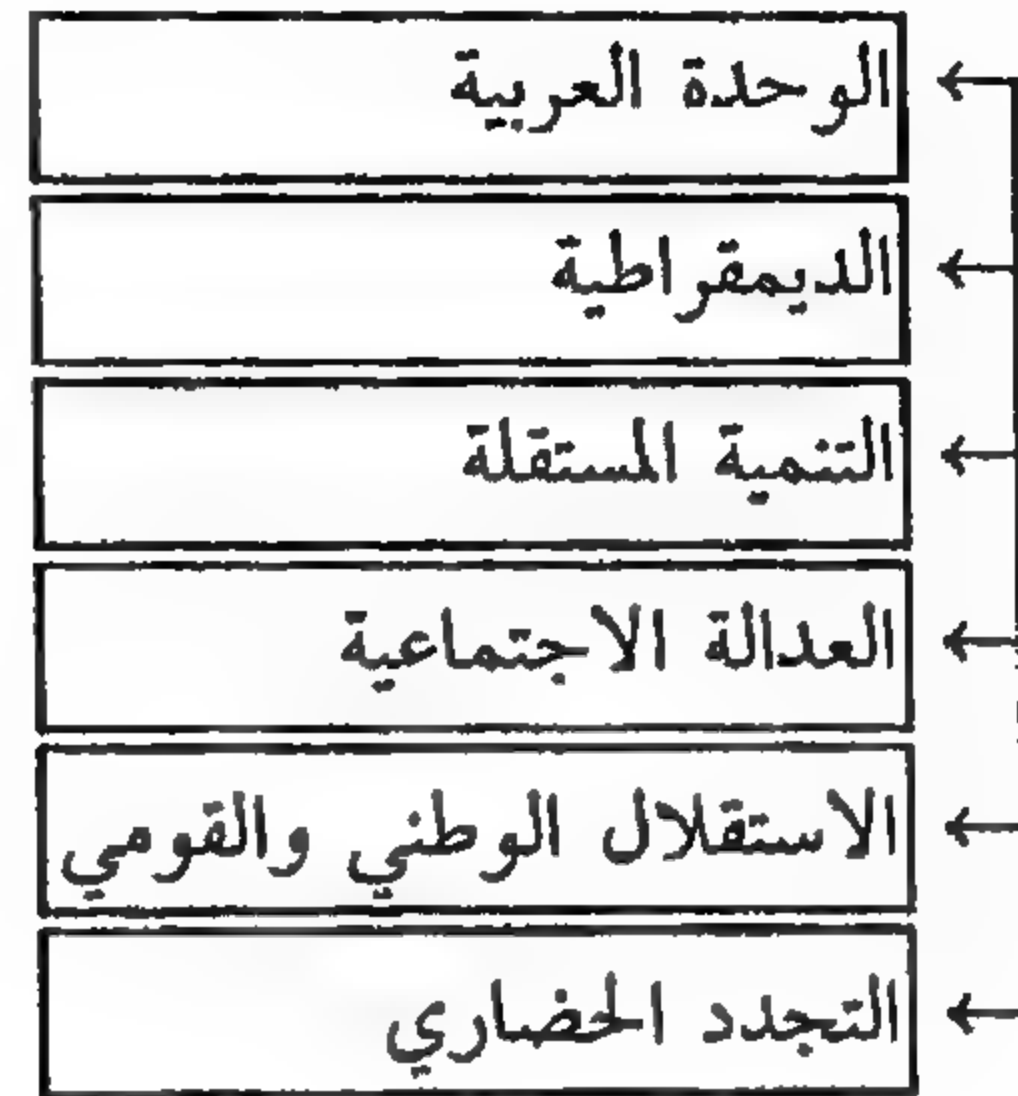 الوحدة العربية
الديمقراطية
التنمية المستقلة
العدالة الاجتماعية
الاستقلال الوطني والقومي
التجدد الحضاري